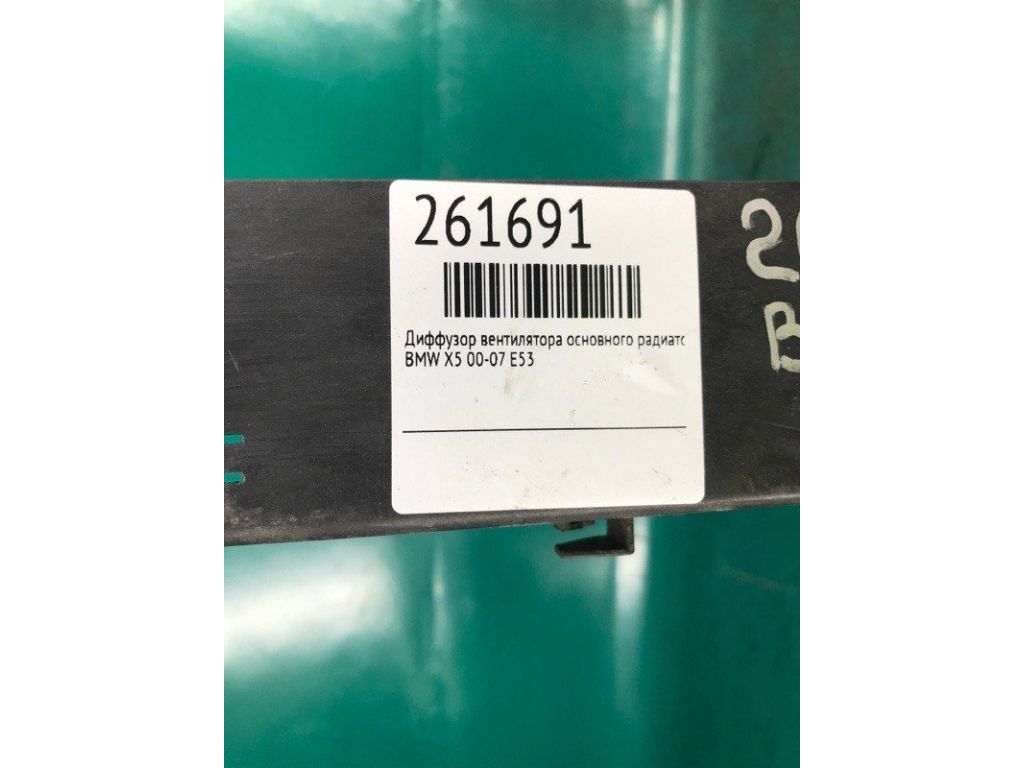 261691
Диффузор вентилятора основного радиатс
BMW X5 00-07 E53